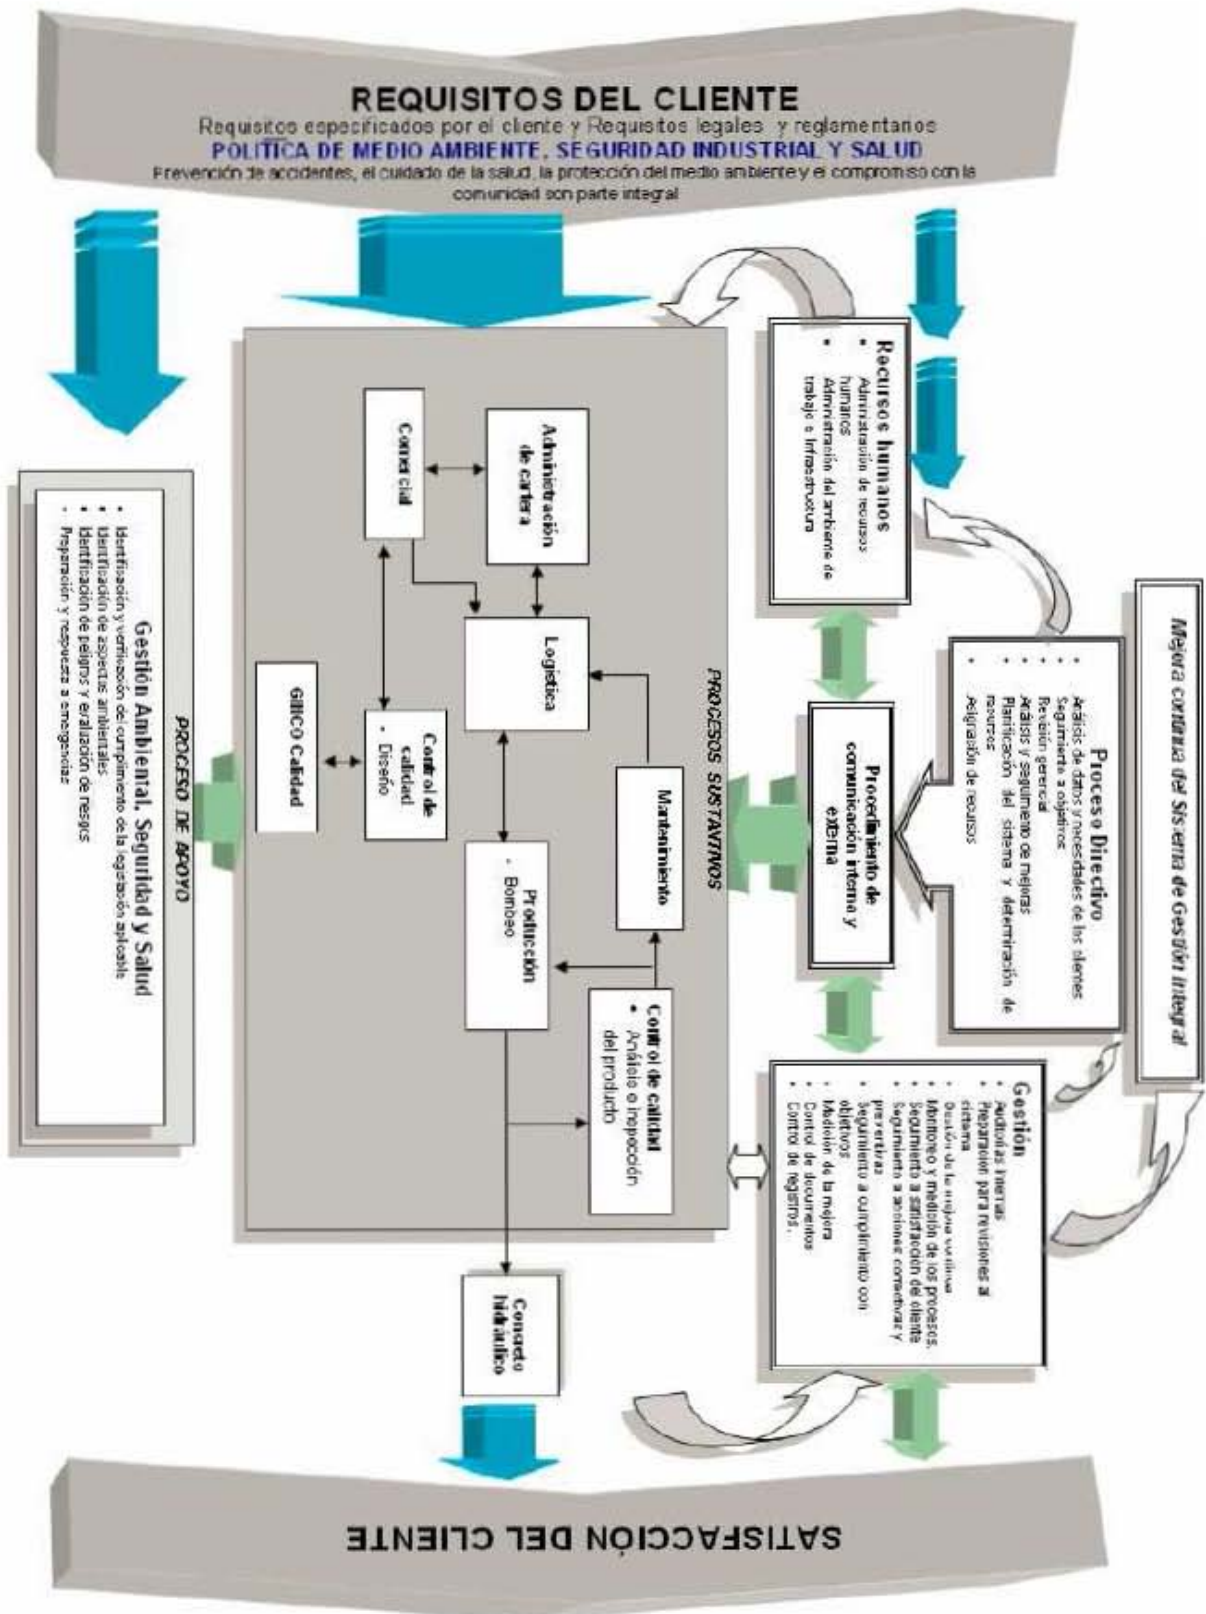 REQUISITOS DEL CLIENTE
Requisitos especificados por el cliente y Requisitos legales y reglamentarios
POLITICA DE MEDIO AMBIENTE, SEGURIDAD INDUSTRIAL Y SALUD
Prevención de accidentes, el cuidado de la salud, la protección del medio ambiente y el compromiso con la
comunidad son parte integral
Mejora continua del Sistema de Gestión Integral
Proceso Directivo
• Análisis de datos y necesidades de los clientes
• Seguimiento a objetivos
• Revisión gerencial
• Análisis y seguimiento de mejoras
• Planificación del sistema y determinación de
recursos
• Asignación de recursos
Recursos humanos
• Administración de recursos
humanos
• Administración del ambiente de
trabajo e Infraestructura
Procedimiento de
comunicación interna y
externa
Gestión
• Auditorías internas
• Preparación para revisiones al
sistema
• Gestión de la mejora continua
• Monitoreo y medición de los procesos.
• Seguimiento a satisfacción del cliente
• Seguimiento a acciones correctivas y
preventivas
• Seguimiento a cumplimiento con
objetivos
• Medición de la mejora
• Control de documentos
• Control de registros.
PROCESOS SUSTANTIVOS
Mantenimiento
Control de calidad
• Análisis e inspección
del producto
Administración
de cartera
Logística
Producción
- Bombeo
Concreto
hidráulico
Comercial
Control de
calidad
- Diseño
Calidad
PROCESO DE APOYO
Gestión Ambiental, Seguridad y Salud
• Identificación y verificación del cumplimiento de la legislación aplicable
• Identificación de aspectos ambientales
• Identificación de peligros y evaluación de riesgos
- Preparación y respuesta a emergencias
SATISFACCIÓN DEL CLIENTE